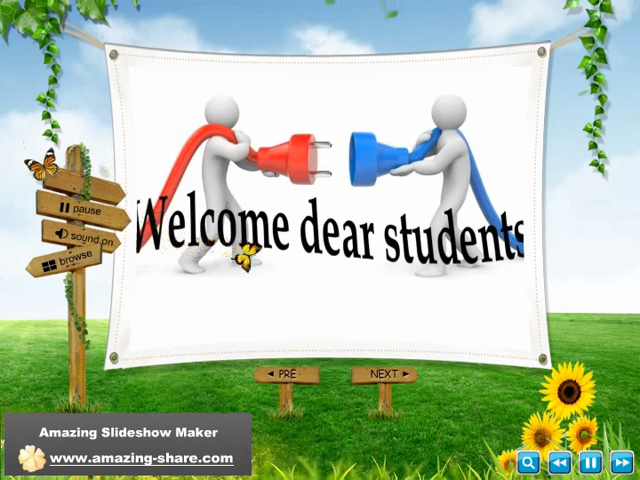 Welcome dear students
pause
sound on
browse
PRE
NEXT
Amazing Slideshow Maker
www.amazing-share.com